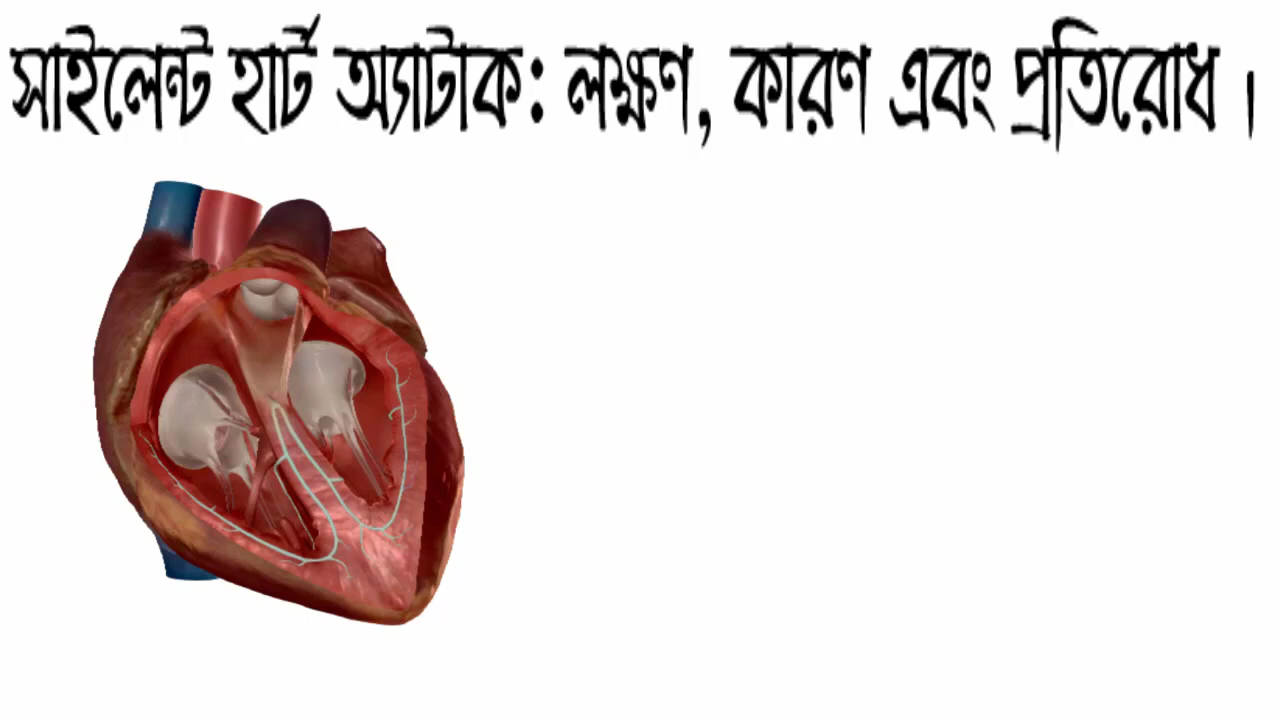 সাইলেন্ট হার্ট অ্যাটাক: লক্ষণ, কারণ এবং প্রতিরোধ ।